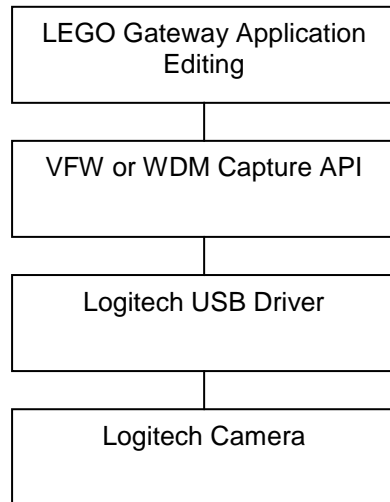 LEGO Gateway Application
Editing
VFW or WDM Capture API
Logitech USB Driver
Logitech Camera